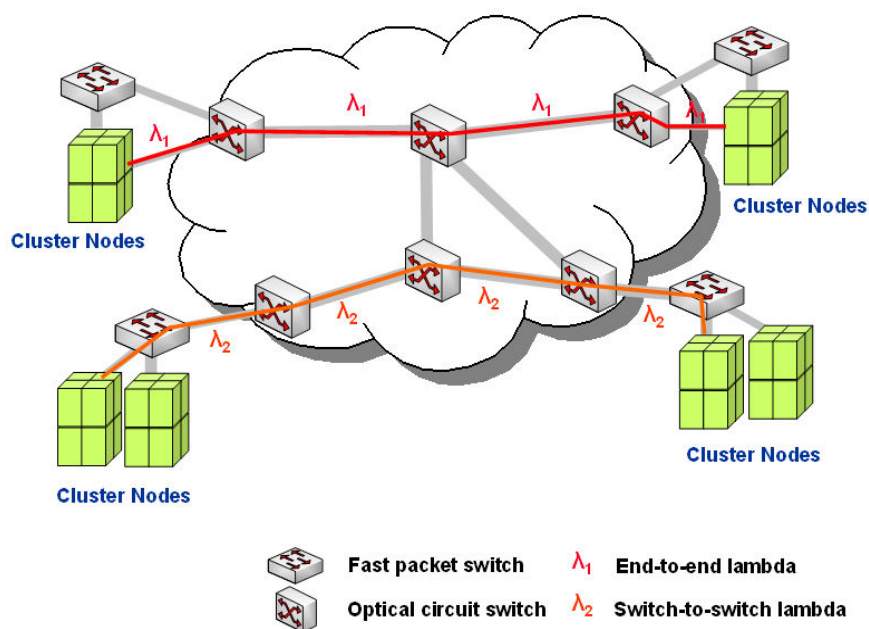 λ1
λ1
λ1
λ1
Cluster Nodes
Cluster Nodes
λ2
λ2
λ2
λ2
Cluster Nodes
Cluster Nodes
Fast packet switch
λ1 End-to-end lambda
Optical circuit switch
λ2 Switch-to-switch lambda